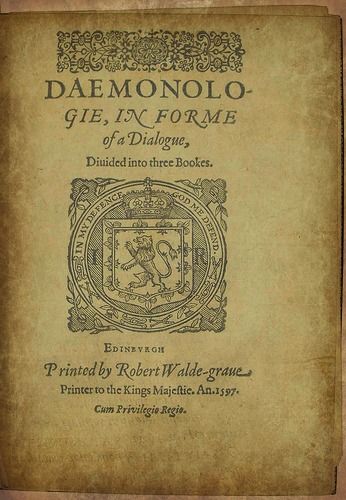 DAEMONOLO-
GIE, IN FORME
of a Dialogue,
Diuided into three Bookes.
IN MY DEFENCE GOD ME DEFEND.
I R
EDINBVRGH
Printed by Robert Walde-graue
Printer to the Kings Majestie. An. 1597.
Cum Privilegio Regio.